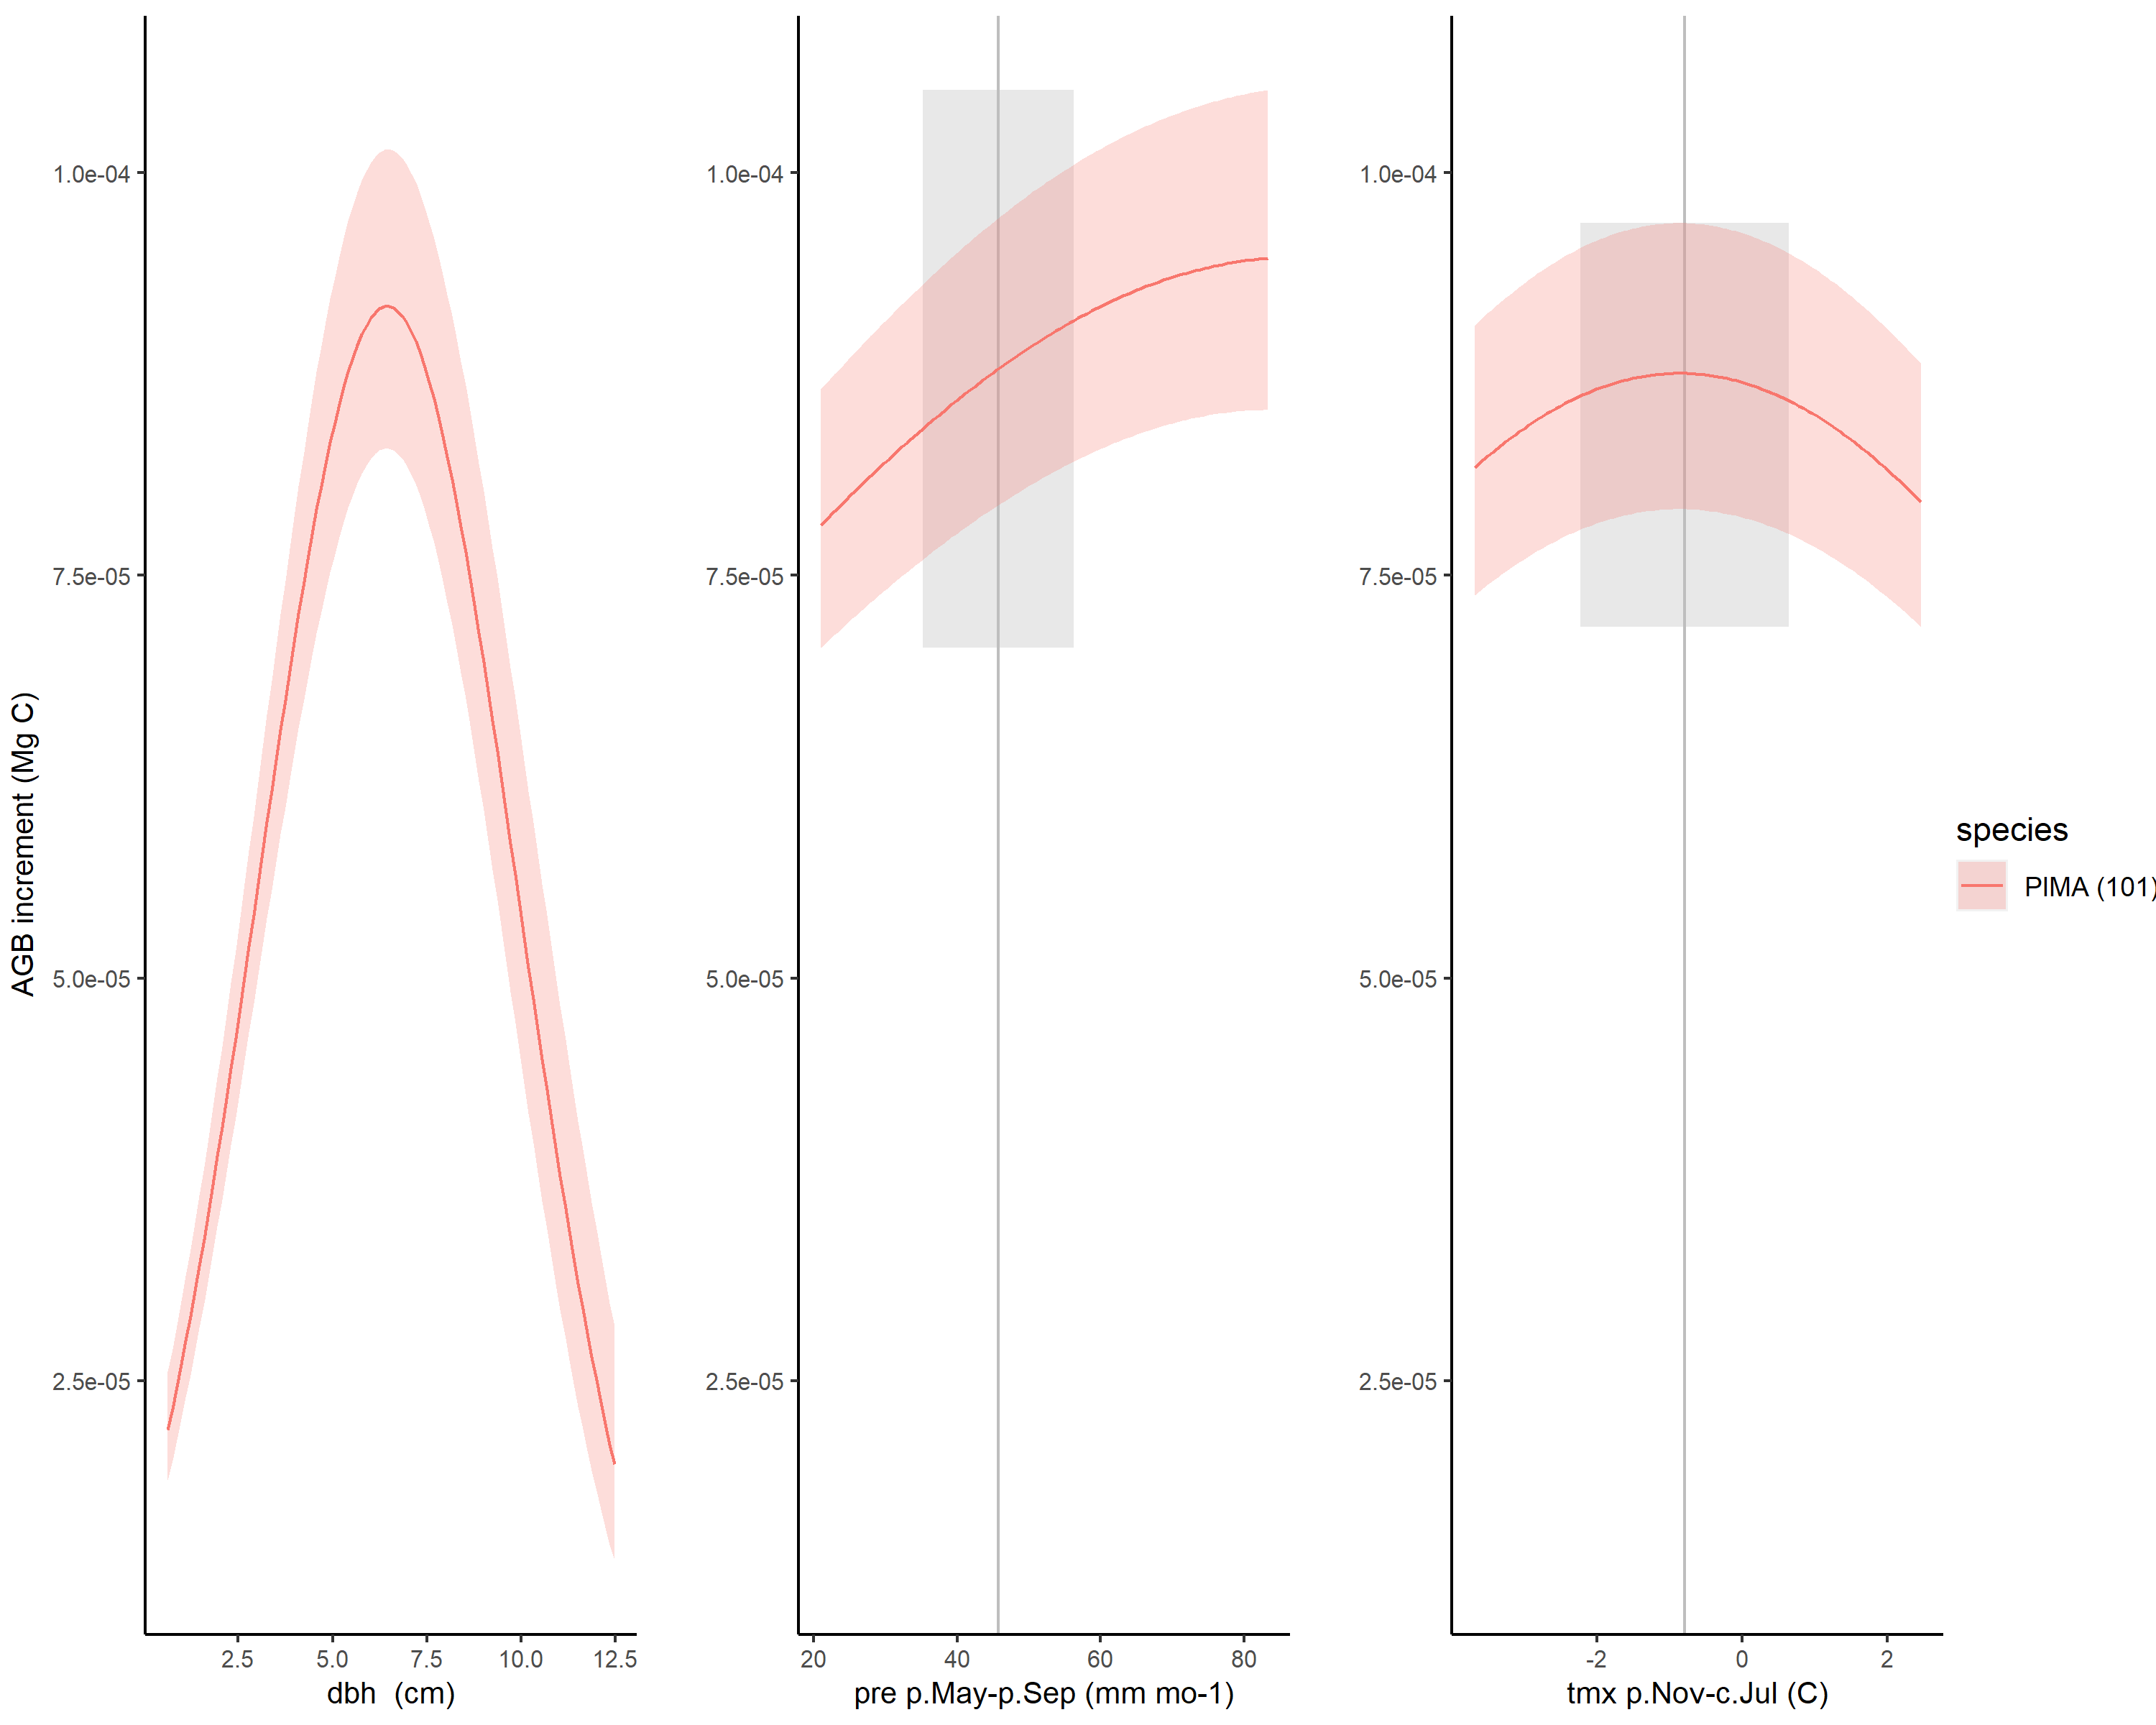 AGB increment (Mg C)
1.0e-04
7.5e-05
5.0e-05
2.5e-05
2.5 5.0 7.5 10.0 12.5
dbh  (cm)
1.0e-04
7.5e-05
5.0e-05
2.5e-05
20 40 60 80
pre p.May-p.Sep (mm mo-1)
1.0e-04
7.5e-05
5.0e-05
2.5e-05
-2 0 2
tmx p.Nov-c.Jul (C)
species
PIMA (101)